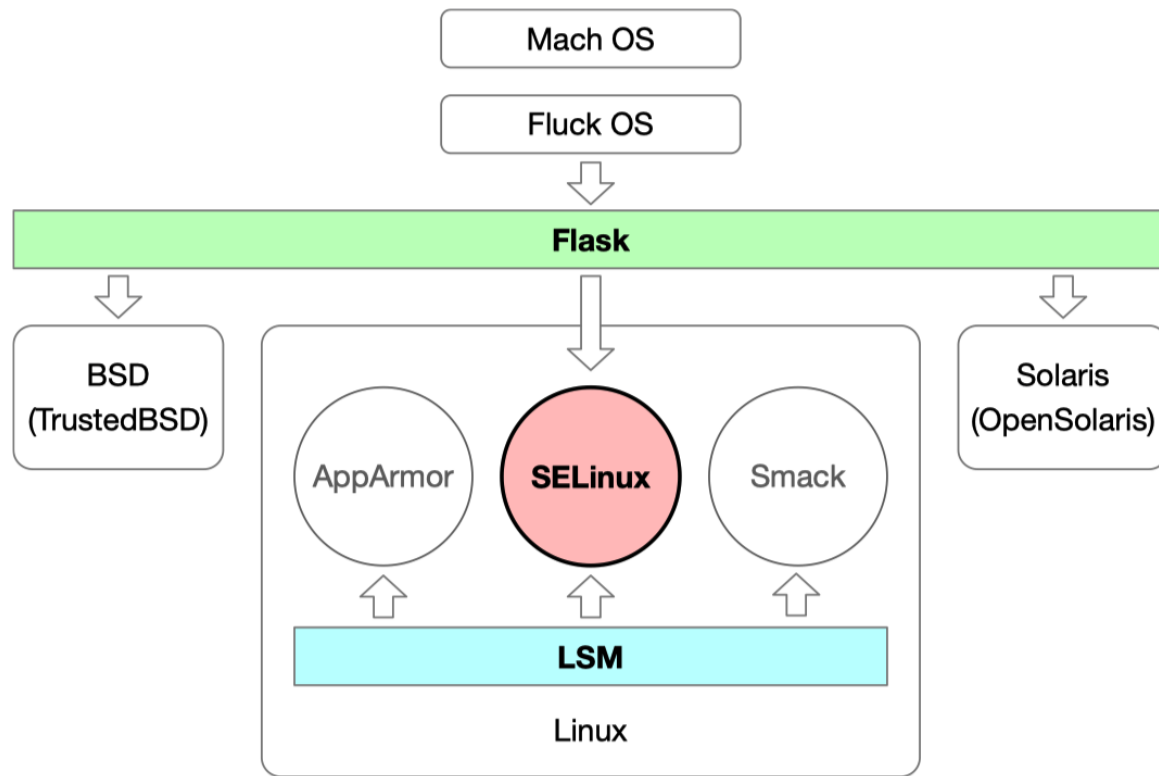 Mach OS
Fluck OS
Flask
BSD
(TrustedBSD)
Solaris
(OpenSolaris)
AppArmor
SELinux
Smack
LSM
Linux